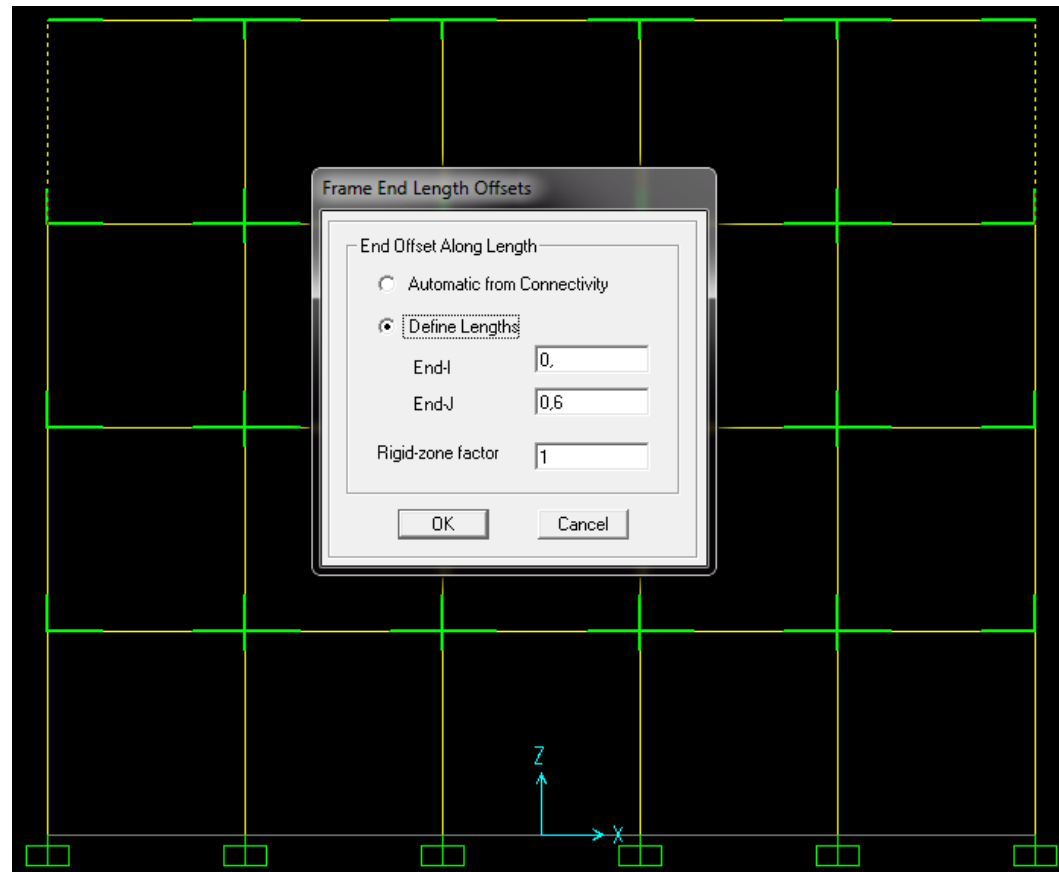 Frame End Length Offsets
End Offset Along Length
Automatic from Connectivity
Define Lengths
End-I 0,
End-J 0,6
Rigid-zone factor 1
OK Cancel
Z
X